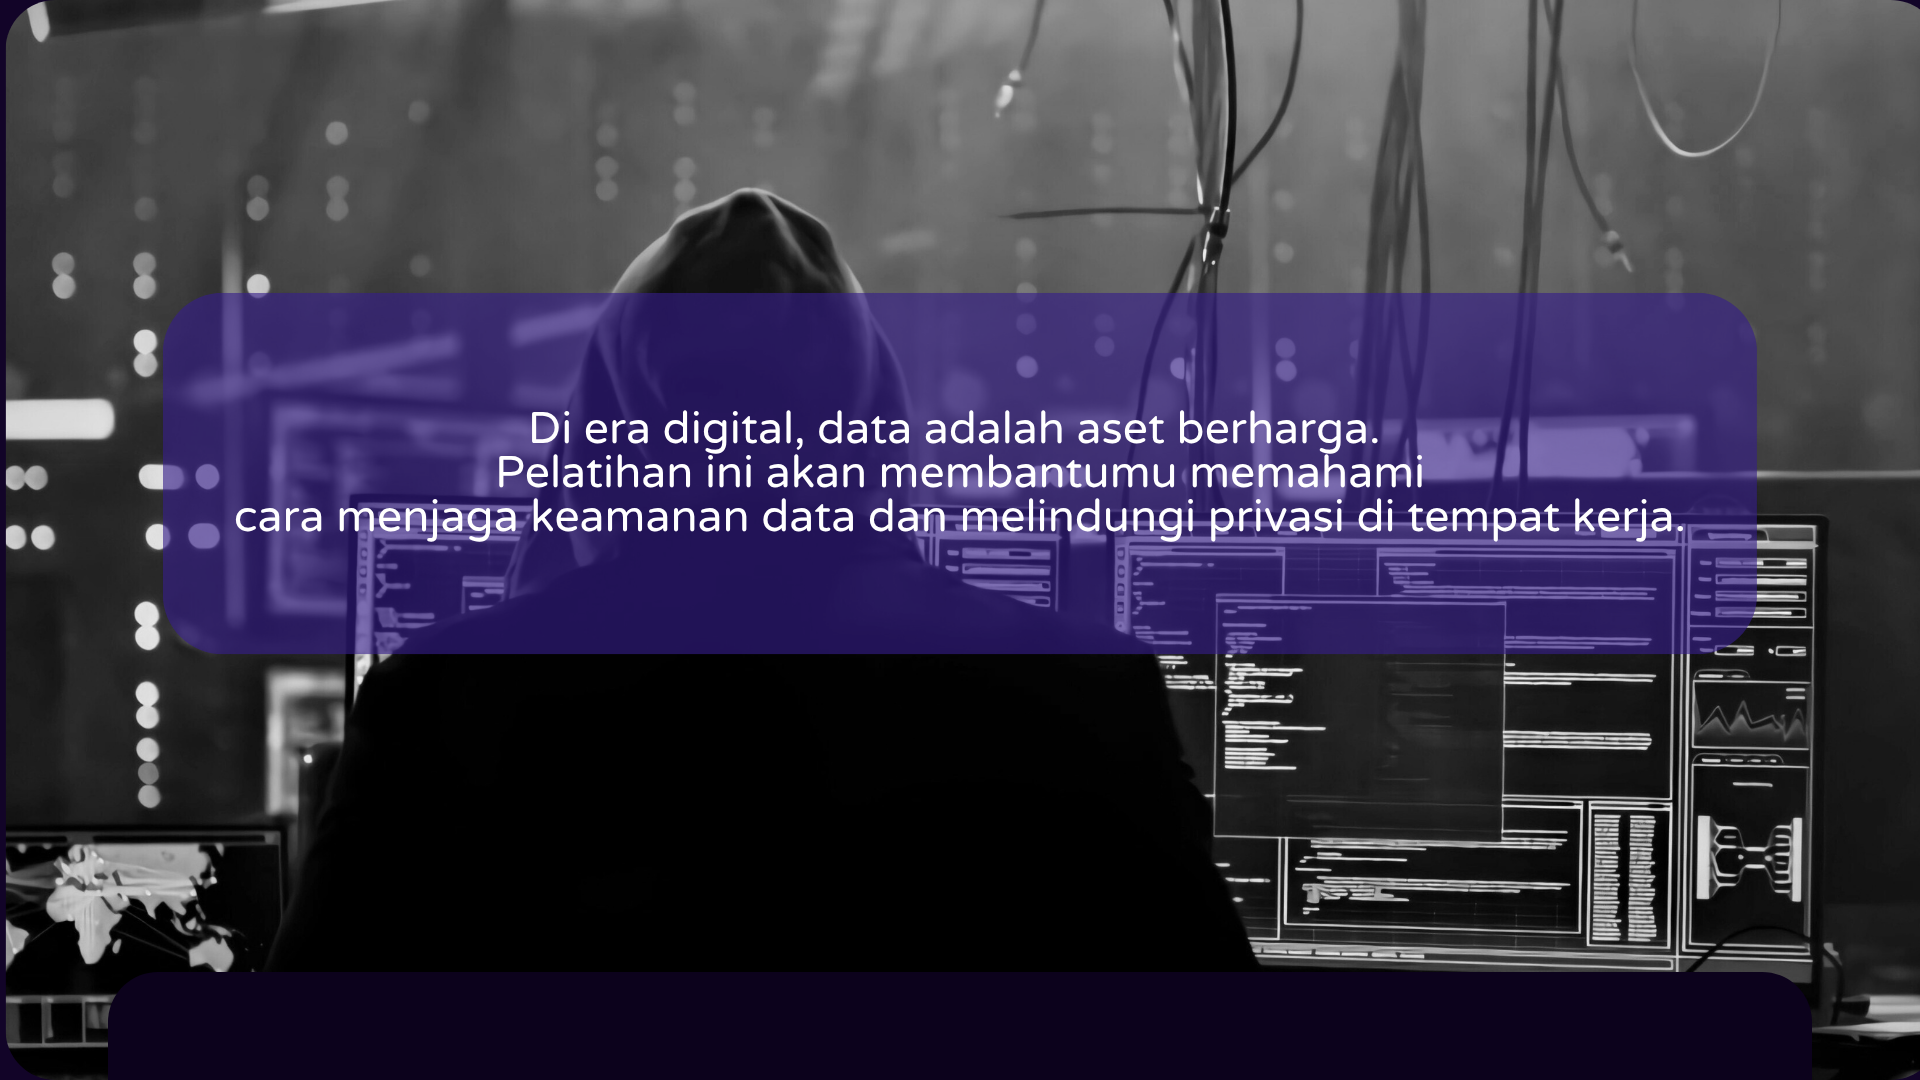 Di era digital, data adalah aset berharga.
Pelatihan ini akan membantumu memahami
cara menjaga keamanan data dan melindungi privasi di tempat kerja.